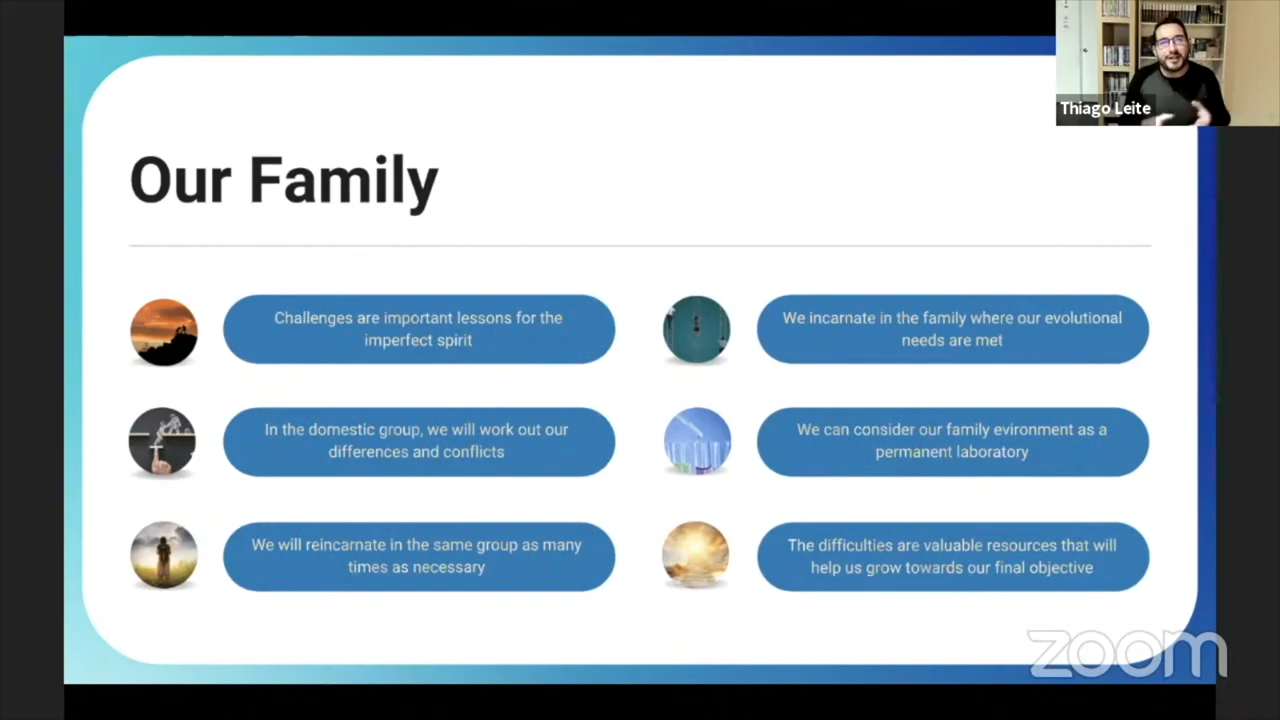 Thiago Leite
Our Family
Challenges are important lessons for the
imperfect spirit
We incarnate in the family where our evolutional
needs are met
In the domestic group, we will work out our
differences and conflicts
We can consider our family evironment as a
permanent laboratory
We will reincarnate in the same group as many
times as necessary
The difficulties are valuable resources that will
help us grow towards our final objective
zoom